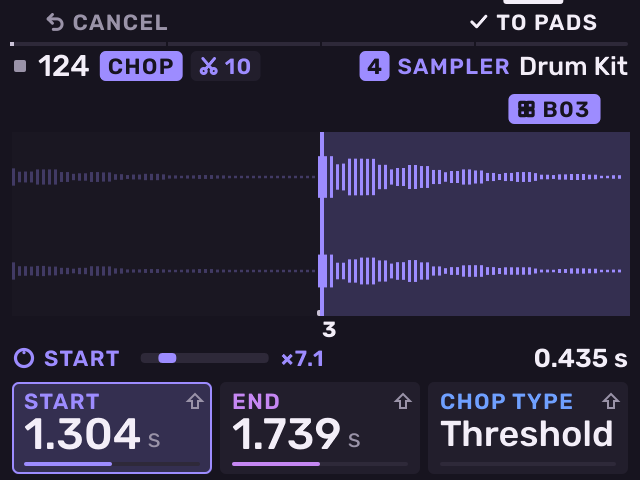 CANCEL
TO PADS
124 CHOP 10
4 SAMPLER Drum Kit
B03
3
START ×7.1 0.435 s
START
1.304 s
END
1.739 s
CHOP TYPE
Threshold